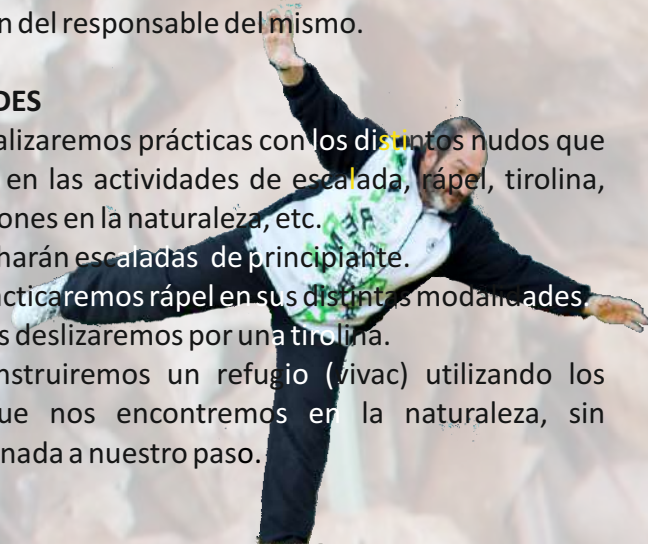 n del responsable del mismo.
DES
alizaremos prácticas con los distintos nudos que
en las actividades de escalada, rápel, tirolina,
ones en la naturaleza, etc.
harán escaladas de principiante.
cticaremos rápel en sus distintas modalidades.
s deslizaremos por una tirolina.
nstruiremos un refugio (vivac) utilizando los
ue nos encontremos en la naturaleza, sin
nada a nuestro paso.